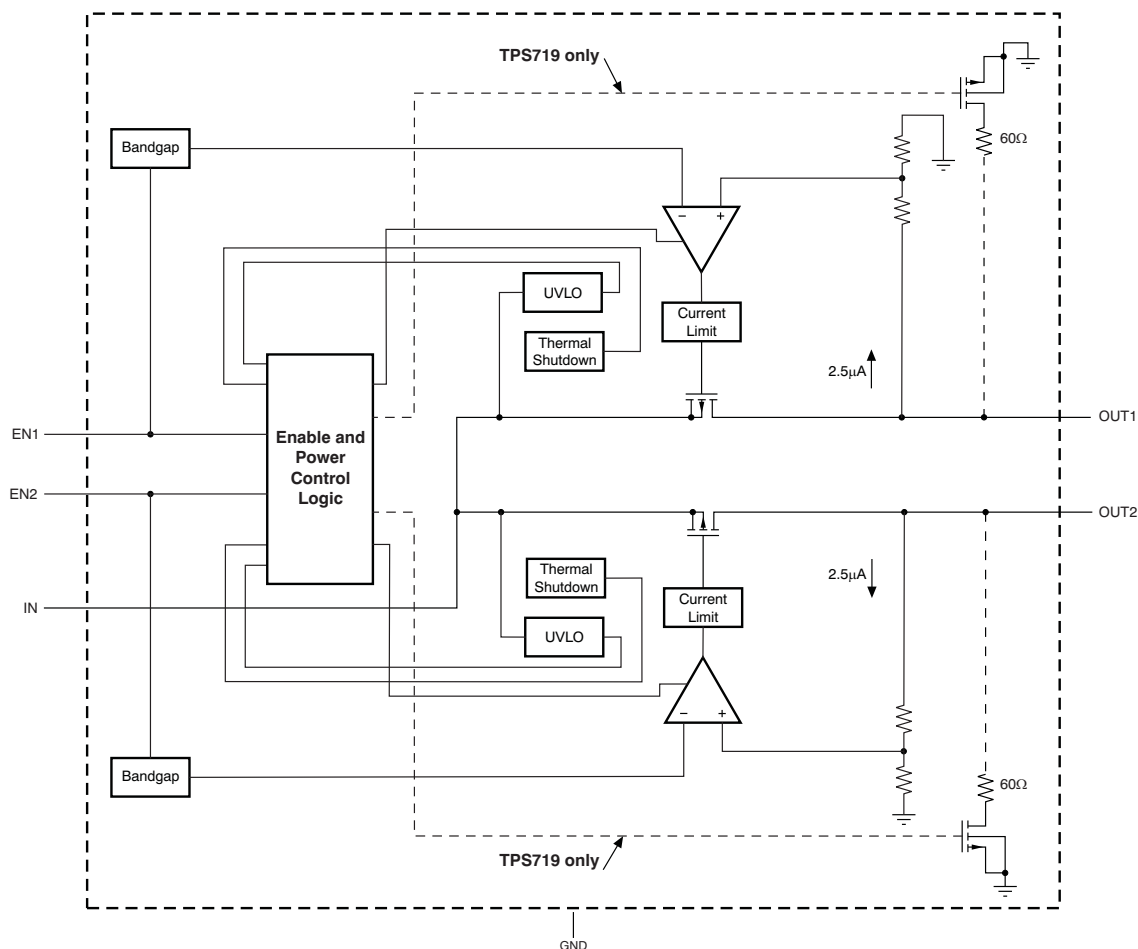 TPS719 only
60Ω
Bandgap
− +
UVLO
Current
Limit
Thermal
Shutdown
2.5µA
OUT1
EN1
Enable and
Power
Control
Logic
EN2
OUT2
Thermal
Shutdown
2.5µA
Current
Limit
IN
UVLO
− +
Bandgap
60Ω
TPS719 only
GND